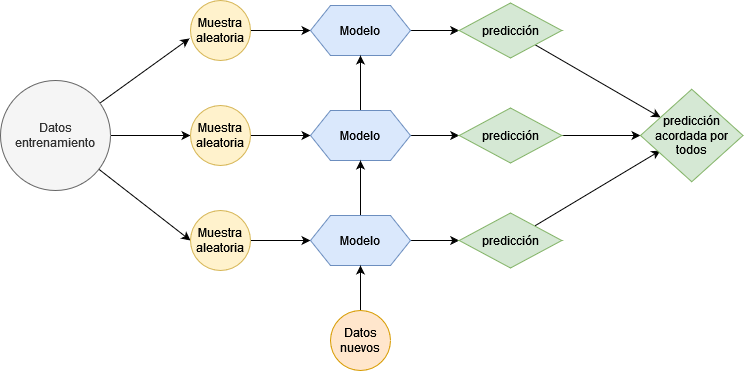 Muestra
aleatoria
Modelo
predicción
Datos
entrenamiento
Muestra
aleatoria
Modelo
predicción
predicción
acordada por
todos
Muestra
aleatoria
Modelo
predicción
Datos
nuevos